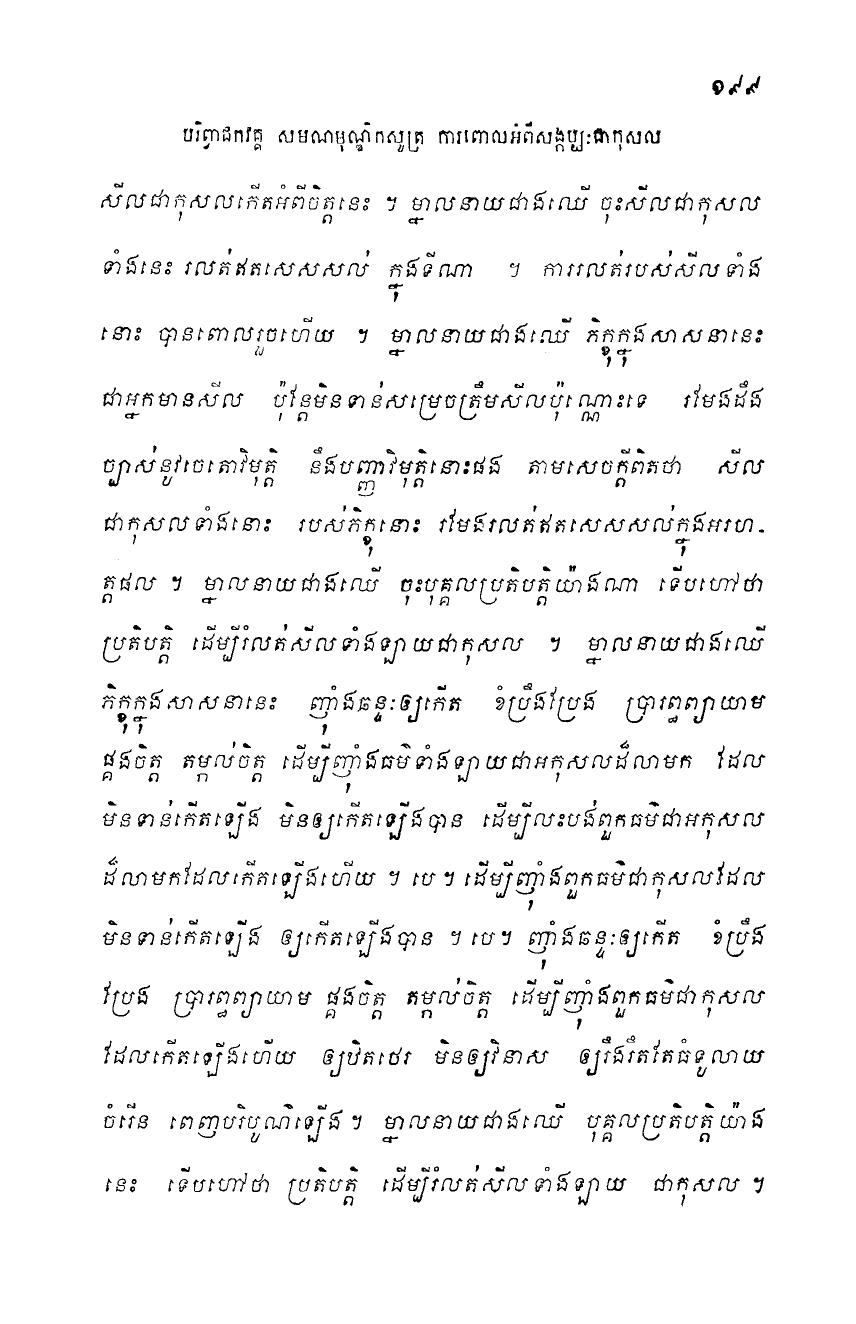 ១៩៩
បរិព្វាជកវគ្គ សមណមុណ្ឌិកសូត្រ ការពោលអំពីសង្កប្បៈជាកុសល
សីលជាកុសលកើតអំពីចិត្តនេះ ។ ម្នាលនាយជាងឈើ ចុះសីលជាកុសល
ទាំងនេះ រលត់ឥតសេសសល់ ក្នុងទីណា ។ ការរលត់របស់សីលទាំង
នោះ បានពោលរួចហើយ ។ ម្នាលនាយជាងឈើ ភិក្ខុក្នុងសាសនានេះ
ជាអ្នកមានសីល ប៉ុន្តែមិនទាន់សម្រេចត្រឹមសីលប៉ុណ្ណោះទេ រមែងដឹង
ច្បាស់នូវចេតោវិមុត្តិ នឹងបញ្ញាវិមុត្តិនោះផង តាមសេចក្តីពិតថា សីល
ជាកុសលទាំងនោះ របស់ភិក្ខុនោះ រមែងរលត់ឥតសេសសល់ក្នុងអរហ-
ត្តផល ។ ម្នាលនាយជាងឈើ ចុះបុគ្គលប្រតិបត្តិយ៉ាងណា ទើបហៅថា
ប្រតិបត្តិ ដើម្បីរំលត់សីលទាំងឡាយជាកុសល ។ ម្នាលនាយជាងឈើ
ភិក្ខុក្នុងសាសនានេះ ញ៉ាំងឆន្ទៈឲ្យកើត ខំប្រឹងប្រែង ប្រារព្ធព្យាយាម
ផ្គងចិត្ត តម្កល់ចិត្ត ដើម្បីញ៉ាំងធម៌ទាំងឡាយជាអកុសលដ៏លាមក ដែល
មិនទាន់កើតឡើង មិនឲ្យកើតឡើងបាន ដើម្បីលះបង់ពួកធម៌ជាអកុសល
ដ៏លាមកដែលកើតឡើងហើយ ។ បេ ។ ដើម្បីញ៉ាំងពួកធម៌ជាកុសលដែល
មិនទាន់កើតឡើង ឲ្យកើតឡើងបាន ។ បេ ។ ញ៉ាំងឆន្ទៈឲ្យកើត ខំប្រឹង
ប្រែង ប្រារព្ធព្យាយាម ផ្គងចិត្ត តម្កល់ចិត្ត ដើម្បីញ៉ាំងពួកធម៌ជាកុសល
ដែលកើតឡើងហើយ ឲ្យឋិតថេរ មិនឲ្យវិនាស ឲ្យរឹងរឹតតែធំទូលាយ
ចំរើន ពេញបរិបូណ៌ឡើង ។ ម្នាលនាយជាងឈើ បុគ្គលប្រតិបត្តិយ៉ាង
នេះ ទើបហៅថា ប្រតិបត្តិ ដើម្បីរំលត់សីលទាំងឡាយ ជាកុសល ។